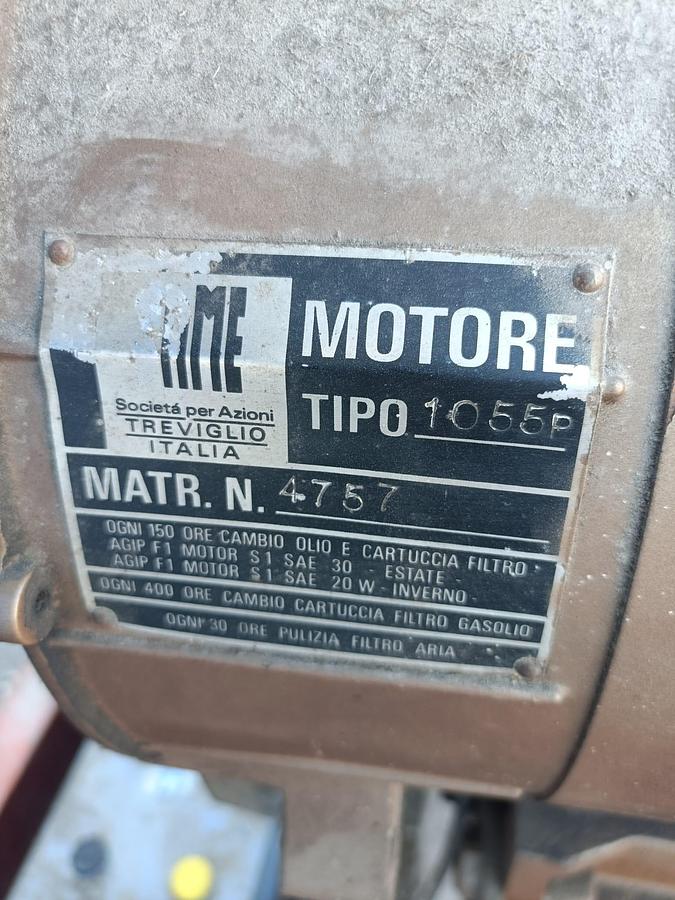 MOTORE
TIPO 1055P
Societá per Azioni
TREVIGLIO
ITALIA
MATR. N. 4757
OGNI 150 ORE CAMBIO OLIO E CARTUCCIA FILTRO -
AGIP F1 MOTOR S1 SAE 30 - ESTATE -
AGIP F1 MOTOR S1 SAE 20 W - INVERNO -
OGNI 400 ORE CAMBIO CARTUCCIA FILTRO GASOLIO
OGNI 30 ORE PULIZIA FILTRO ARIA